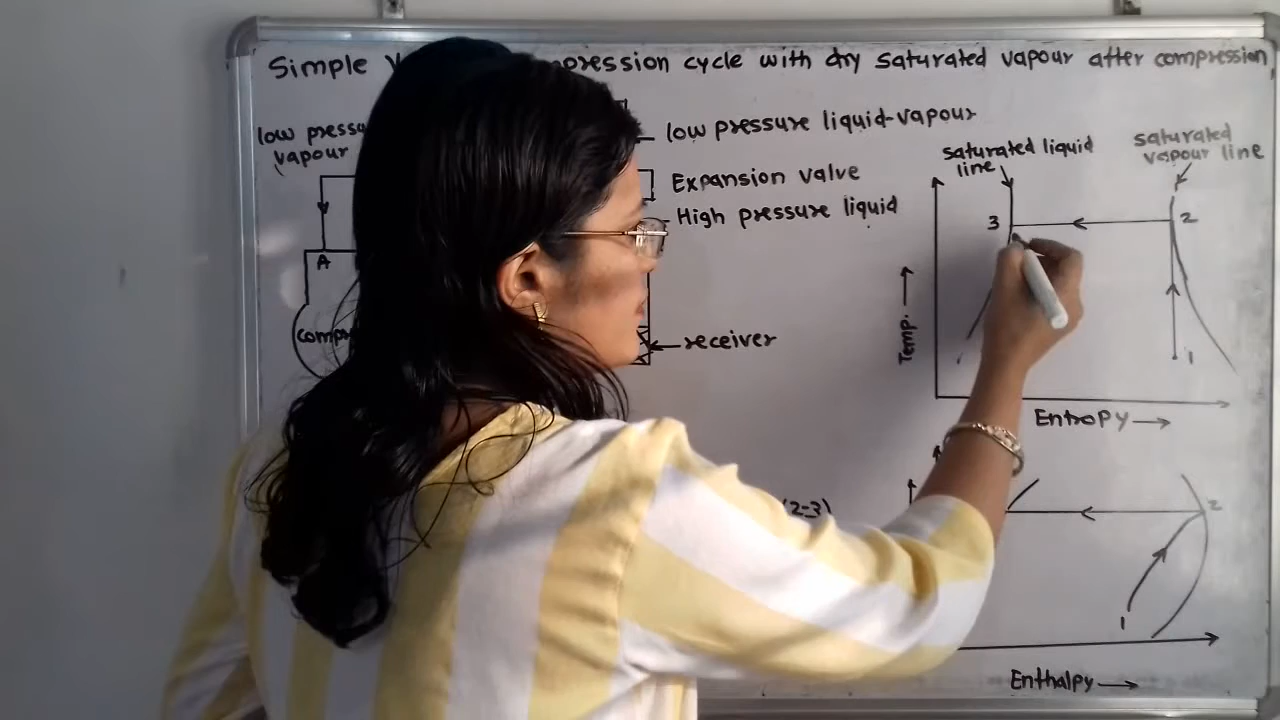 Simple pression cycle with dry saturated vapour after compression
low pressu
vapour
low pressure liquid-vapour
Expansion valve
High pressure liquid
A
comp
receiver
saturated liquid
line
saturated
vapour line
3
2
1
Temp.
Entropy
(2-3)
2
1
Enthalpy